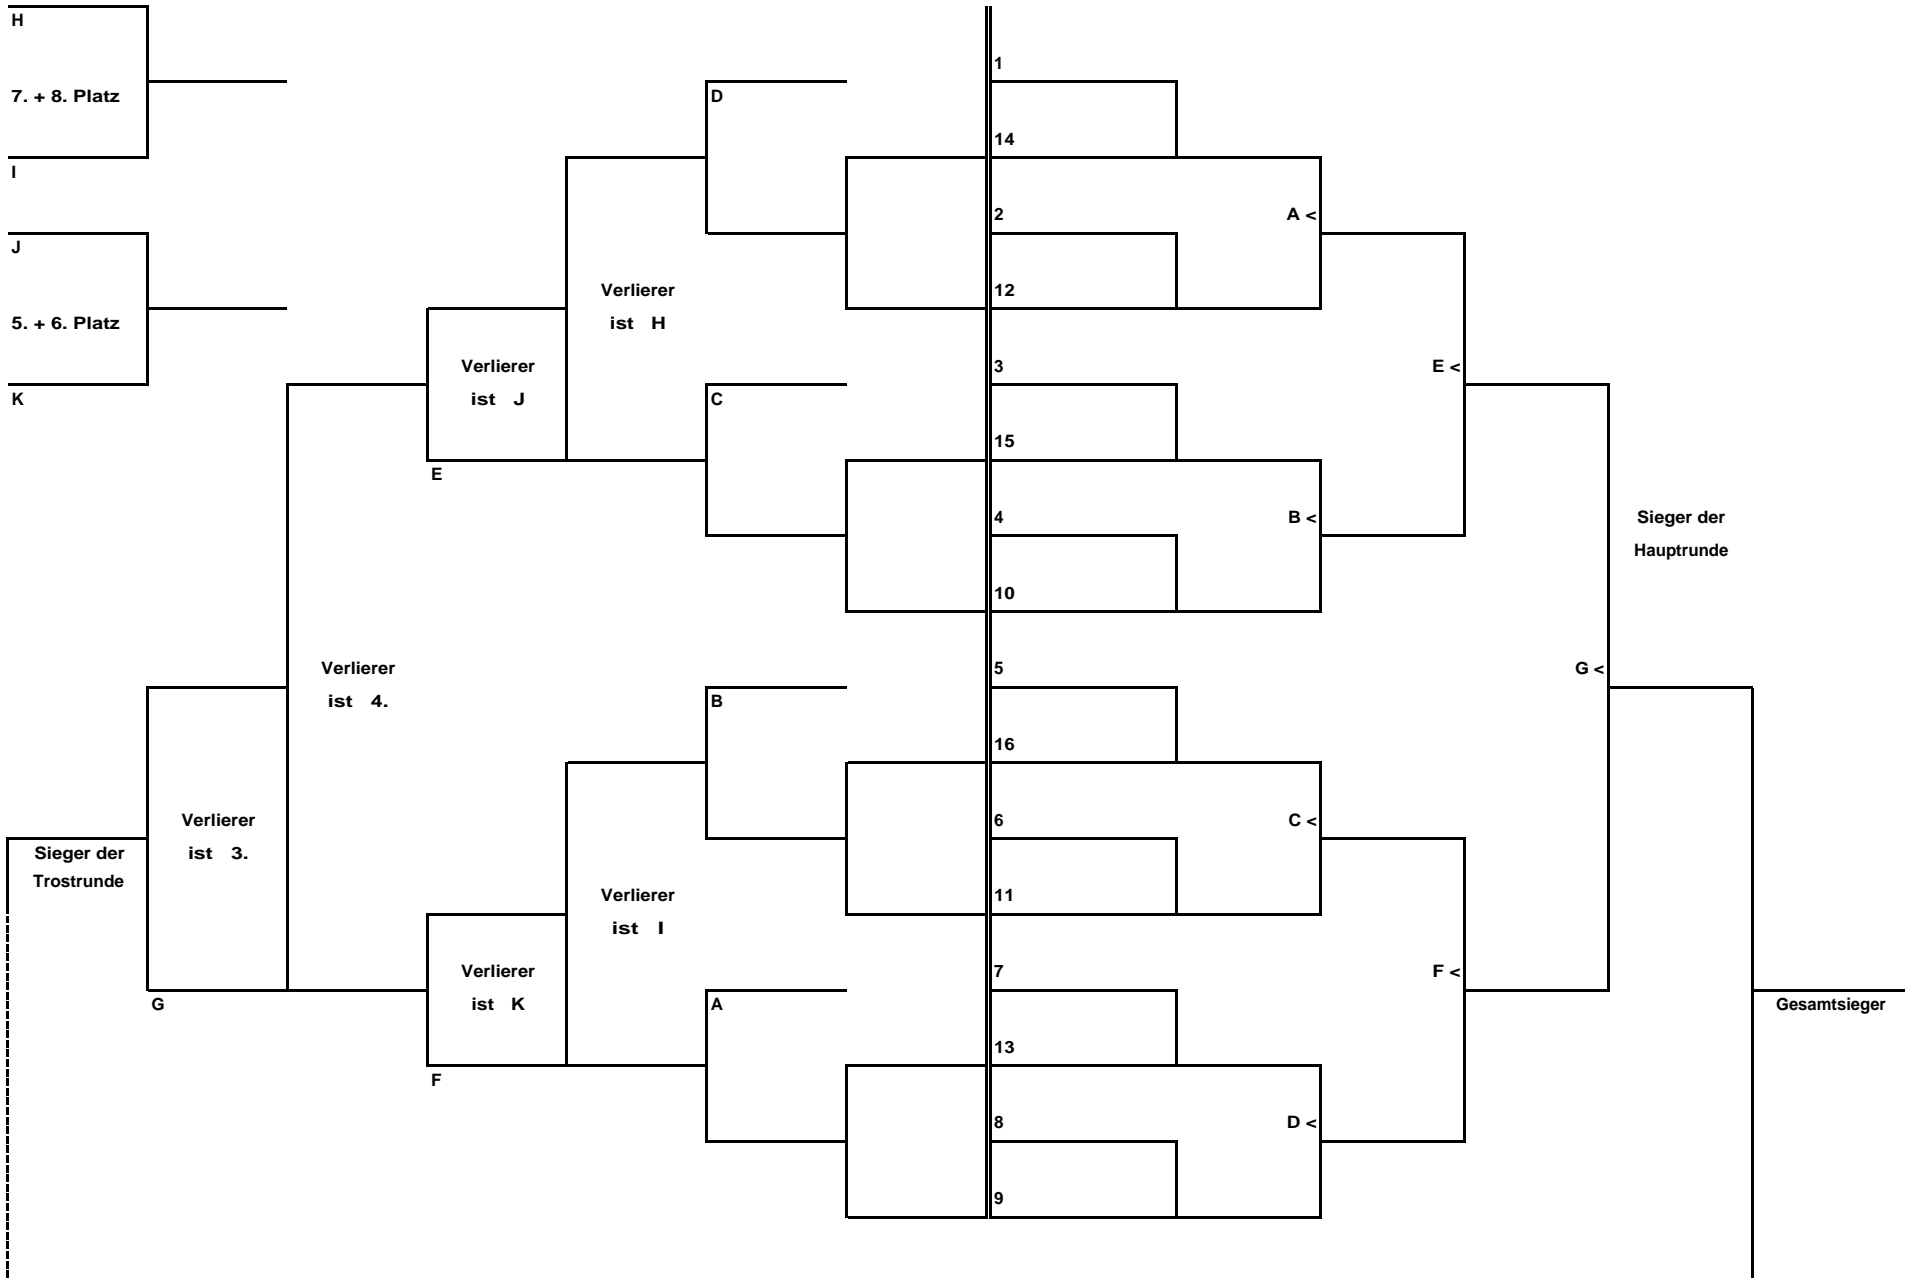 H
7. + 8. Platz
I
J
5. + 6. Platz
K
Sieger der
Trostrunde
Verlierer
ist 3.
G
Verlierer
ist 4.
Verlierer
ist J
E
Verlierer
ist K
F
Verlierer
ist H
Verlierer
ist I
D
C
B
A
1
14
2
12
3
15
4
10
5
16
6
11
7
13
8
9
A <
B <
C <
D <
E <
F <
G <
Sieger der
Hauptrunde
Gesamtsieger